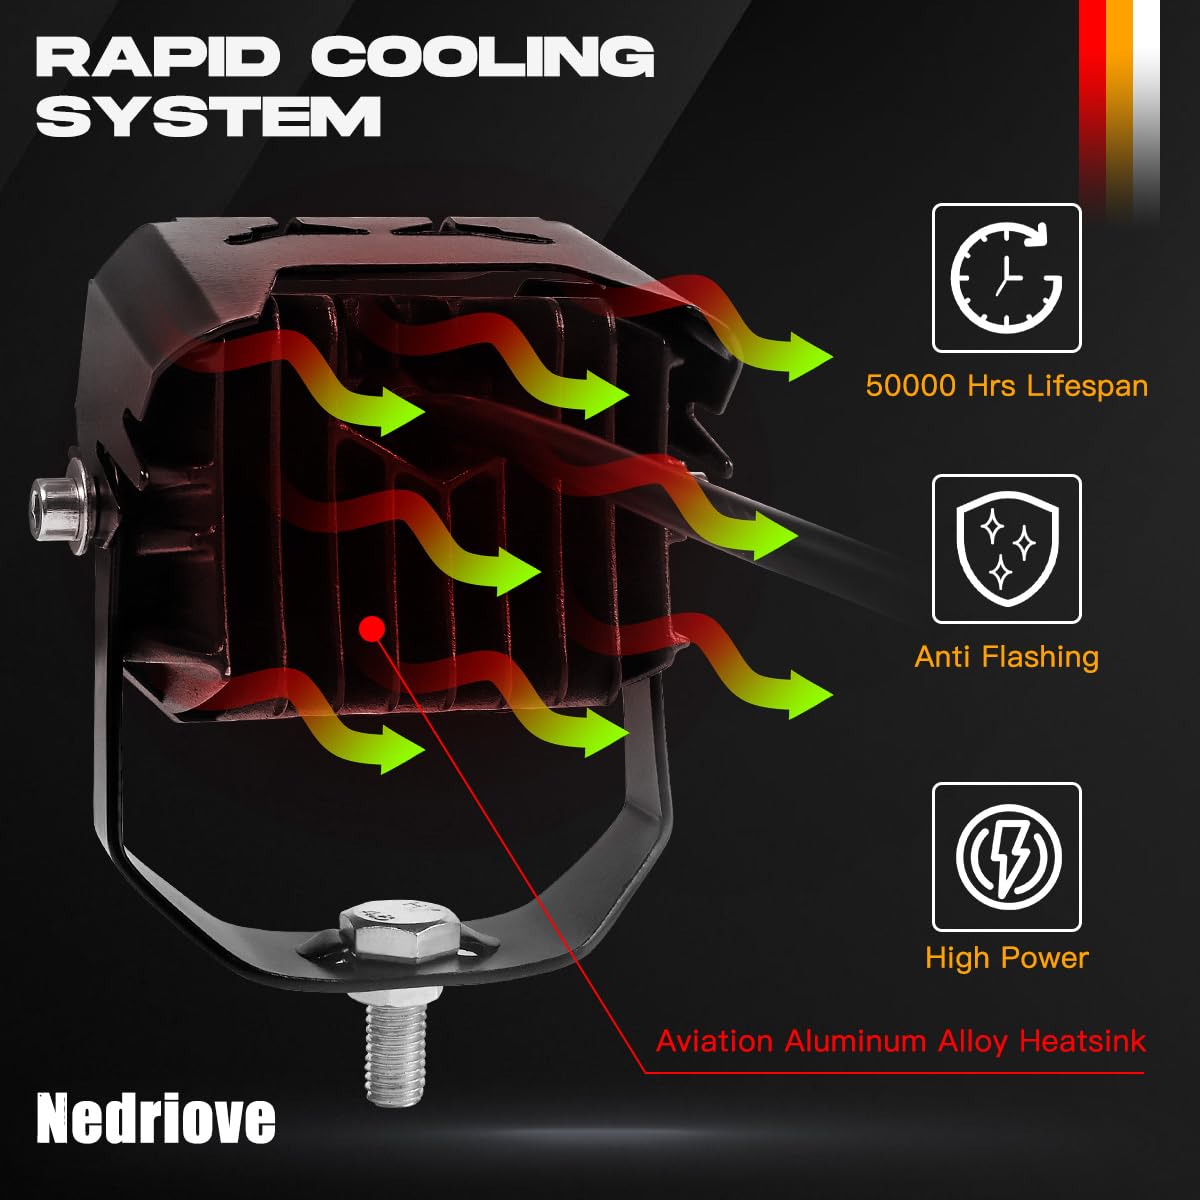 RAPID COOLING
SYSTEM
50000 Hrs Lifespan
Anti Flashing
High Power
Aviation Aluminum Alloy Heatsink
Nedriove